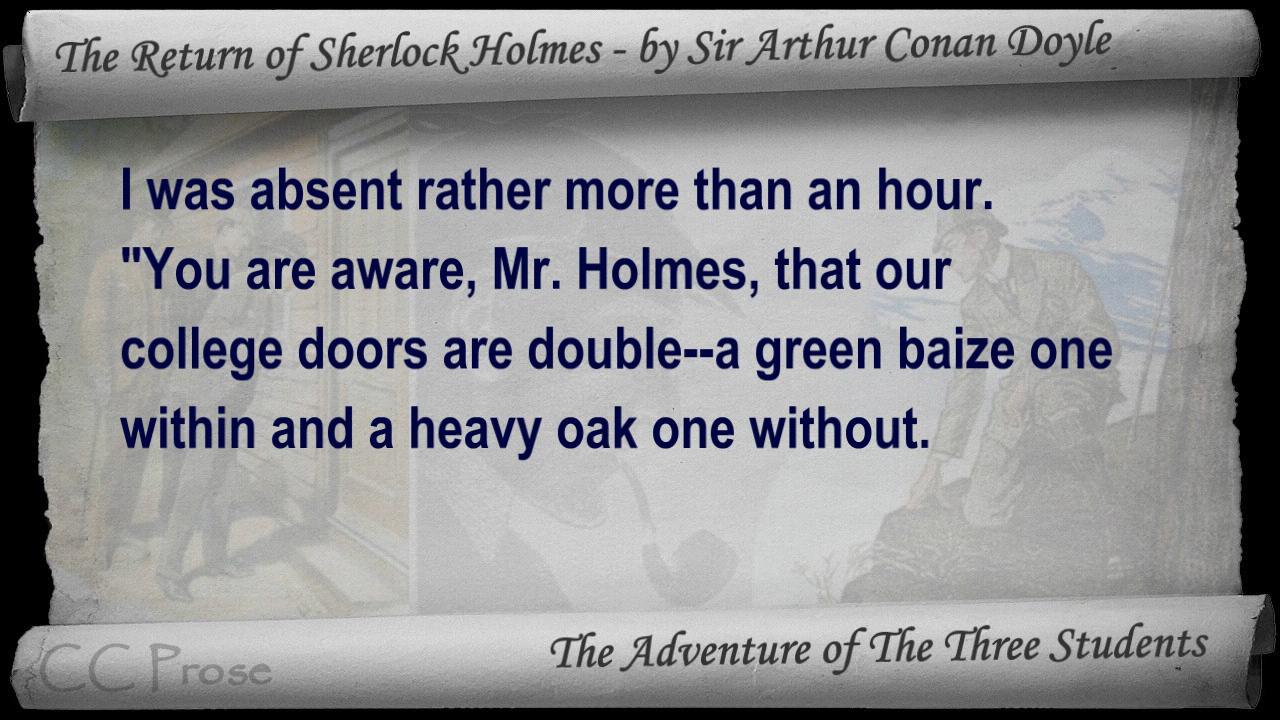 The Return of Sherlock Holmes - by Sir Arthur Conan Doyle
I was absent rather more than an hour.
"You are aware, Mr. Holmes, that our
college doors are double--a green baize one
within and a heavy oak one without.
The Adventure of The Three Students
CC Prose